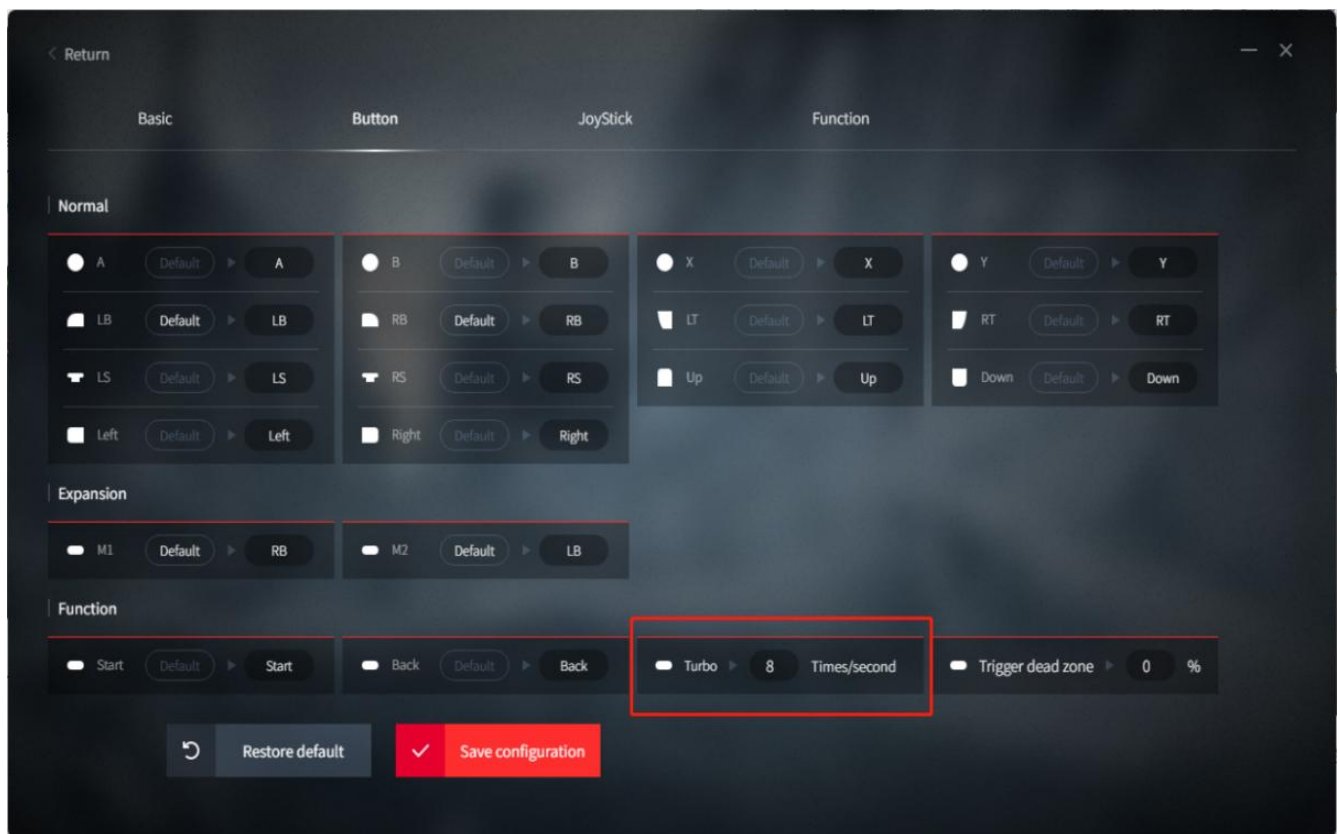 Return
Basic Button JoyStick Function
Normal
A Default A B Default B X Default X Y Default Y
LB Default LB RB Default RB LT Default LT RT Default RT
LS Default LS RS Default RS Up Default Up Down Default Down
Left Default Left Right Default Right
Expansion
M1 Default RB M2 Default LB
Function
Start Default Start Back Default Back Turbo 8 Times/second Trigger dead zone 0 %
Restore default Save configuration